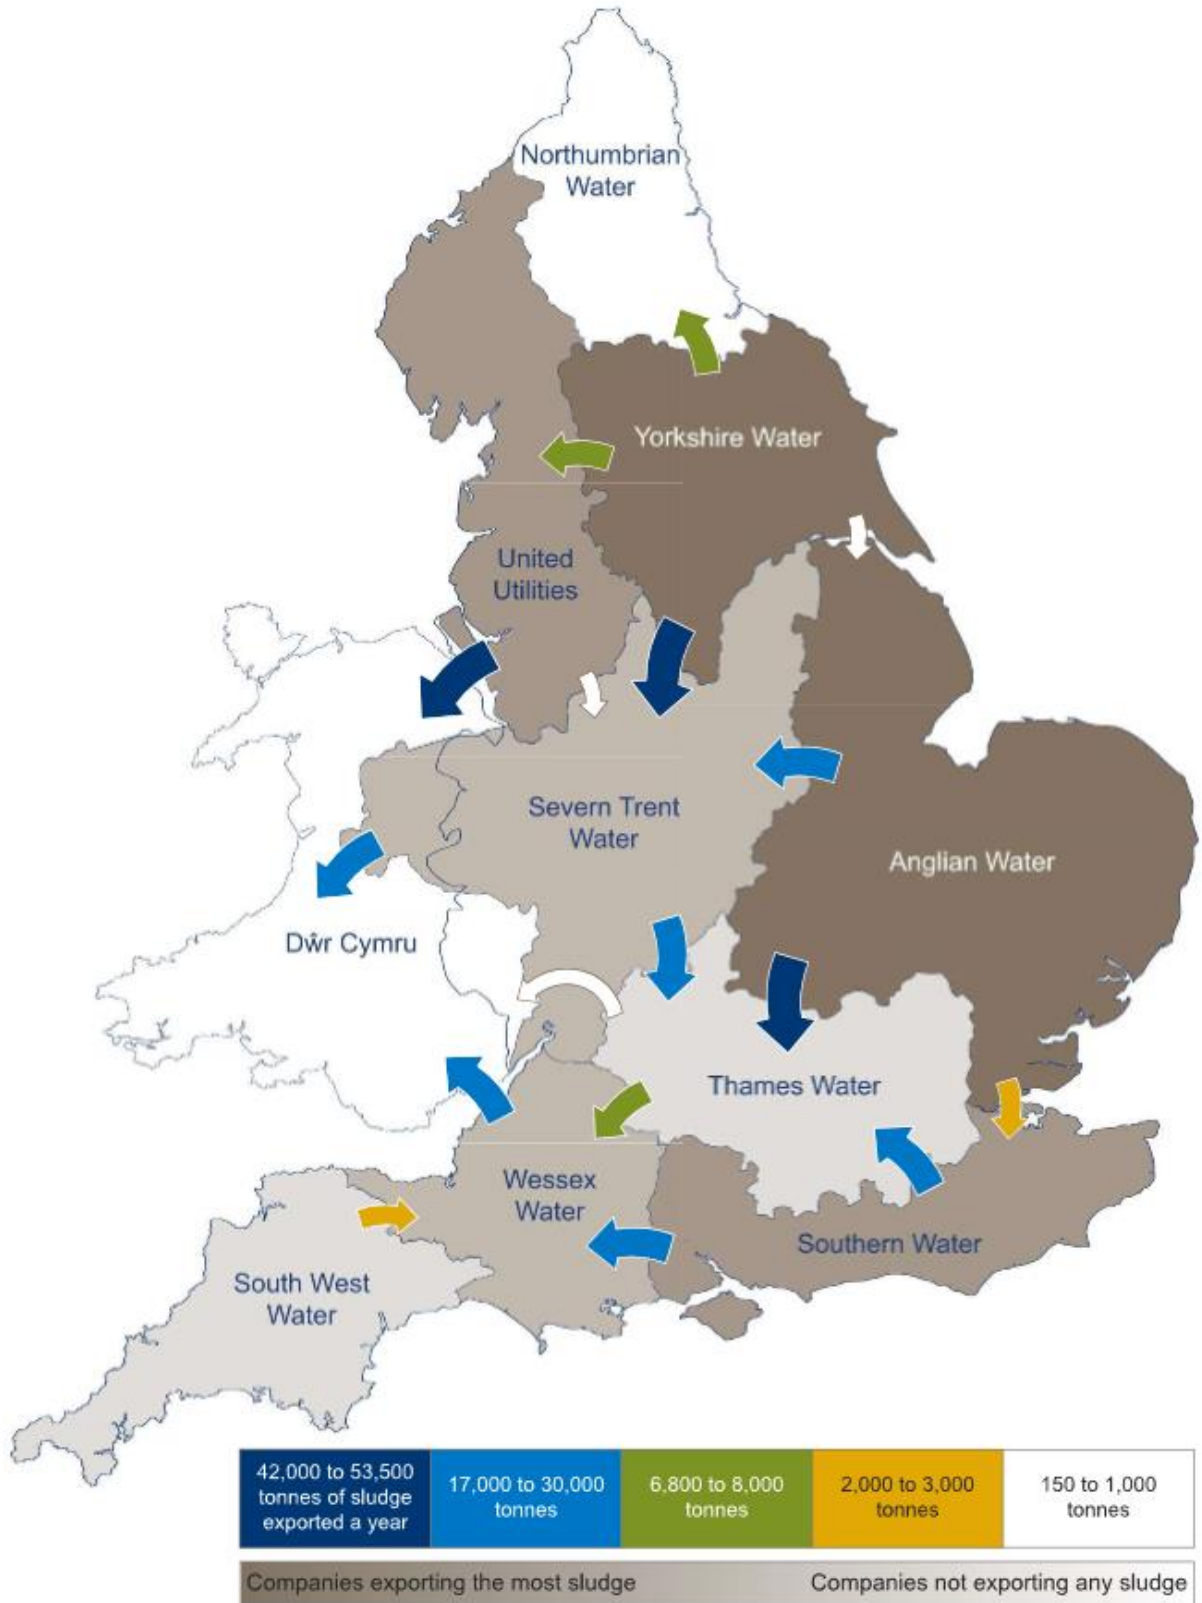 Northumbrian
Water
Yorkshire Water
United
Utilities
Severn Trent
Water
Anglian Water
Dŵr Cymru
Thames Water
Wessex
Water
Southern Water
South West
Water
42,000 to 53,500
tonnes of sludge
exported a year
17,000 to 30,000
tonnes
6,800 to 8,000
tonnes
2,000 to 3,000
tonnes
150 to 1,000
tonnes
Companies exporting the most sludge
Companies not exporting any sludge